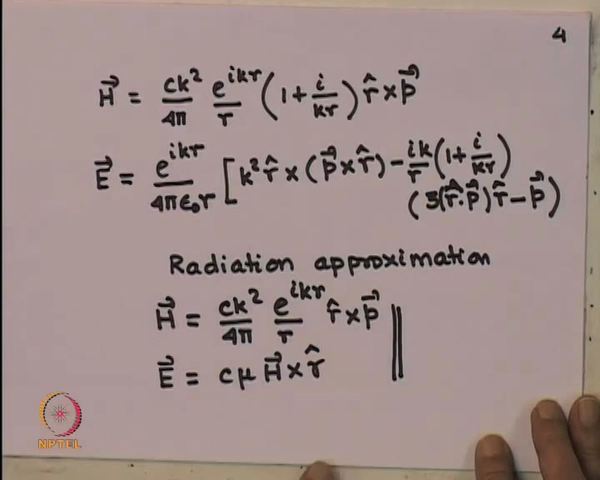 4
H⃗ = ck²/4π e^{ikr}/r (1 + i/kr) r̂ × p⃗
E⃗ = e^{ikr}/4πϵ₀r [k² r̂ × (p⃗ × r̂) − ik/r (1 + i/kr)
(3(r̂·p⃗) r̂ − p⃗)
Radiation approximation
H⃗ = ck²/4π e^{ikr}/r r̂ × p⃗
E⃗ = cμ H⃗ × r̂
NPTEL